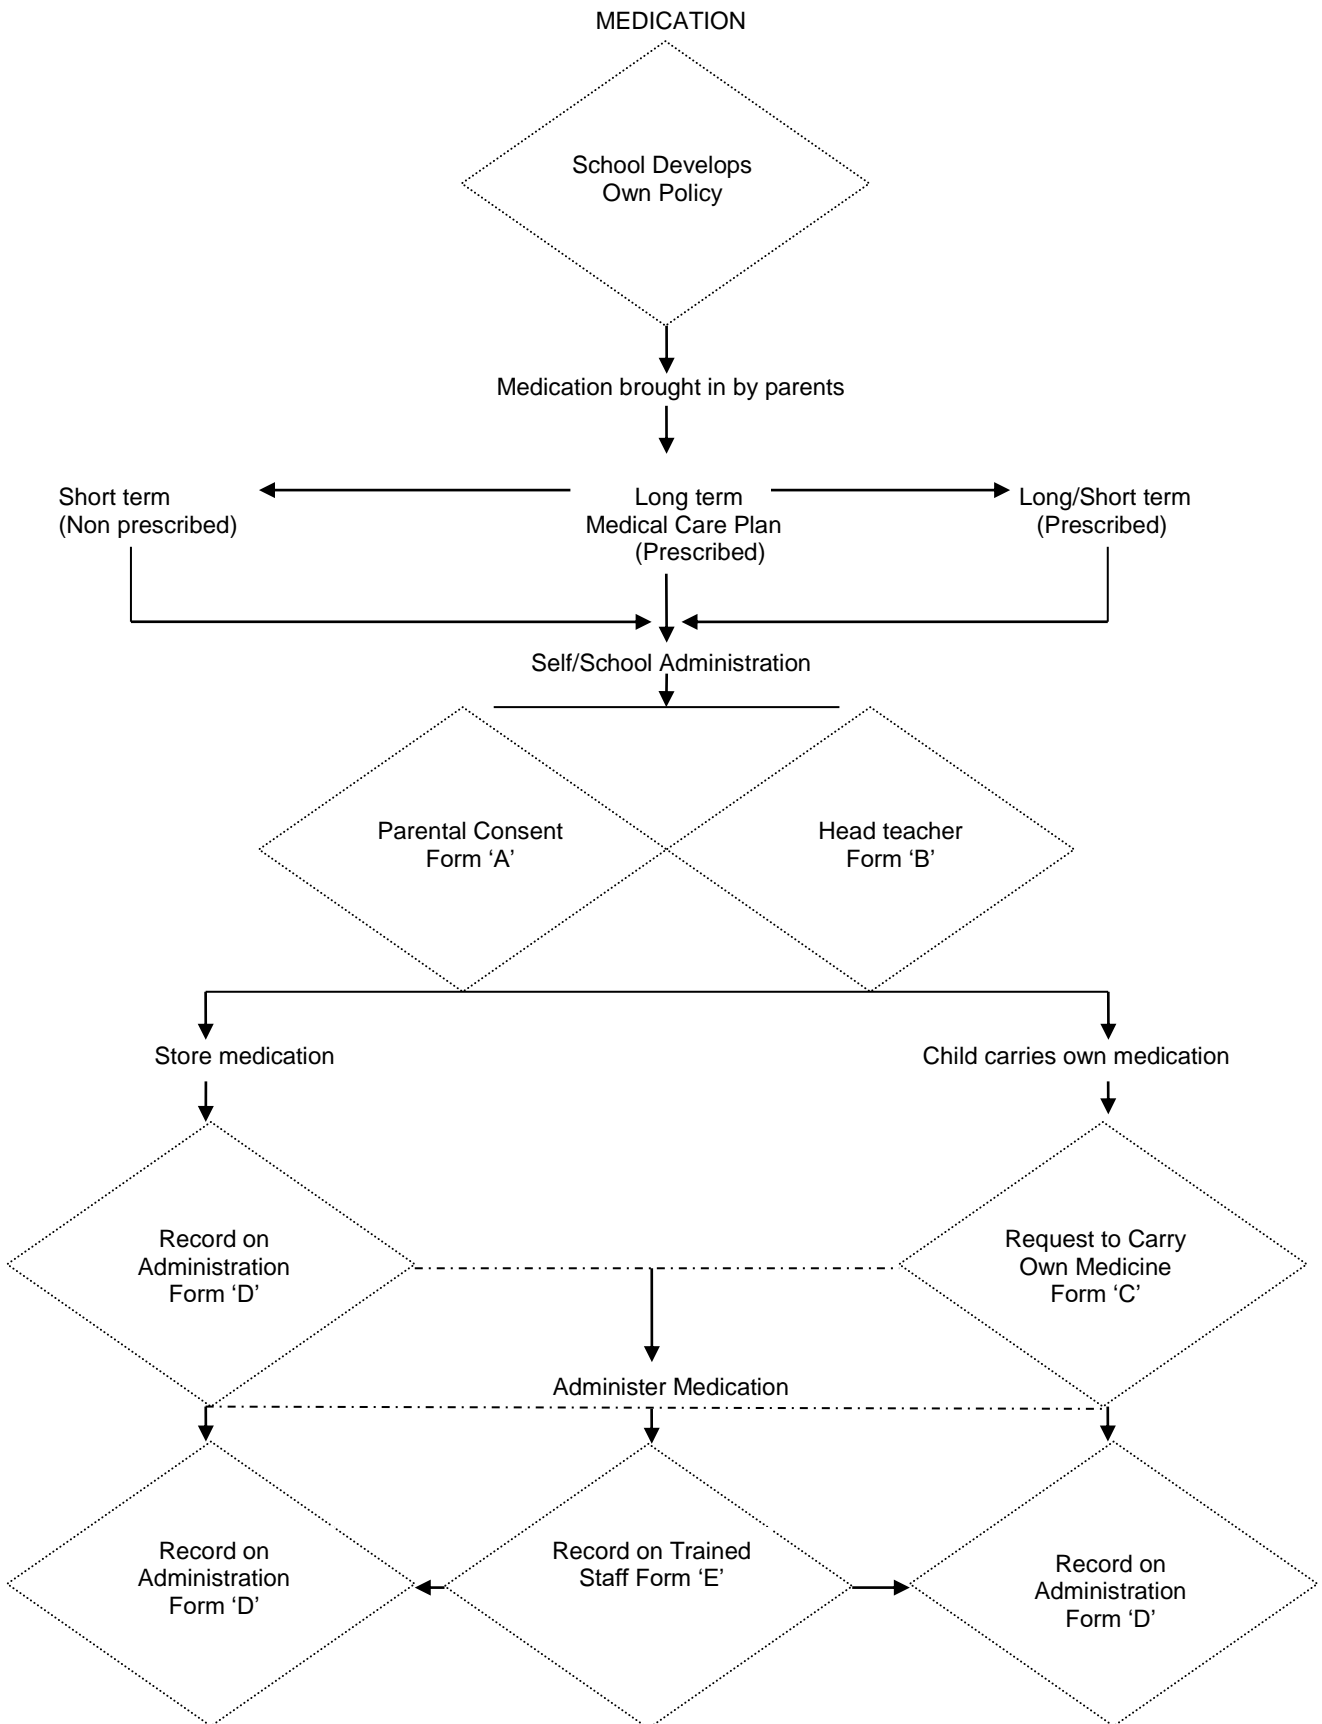 MEDICATION
School Develops
Own Policy
Medication brought in by parents
Short term
(Non prescribed)
Long term
Medical Care Plan
(Prescribed)
Long/Short term
(Prescribed)
Self/School Administration
Parental Consent
Form ‘A’
Head teacher
Form ‘B’
Store medication
Child carries own medication
Record on
Administration
Form ‘D’
Request to Carry
Own Medicine
Form ‘C’
Administer Medication
Record on
Administration
Form ‘D’
Record on Trained
Staff Form ‘E’
Record on
Administration
Form ‘D’